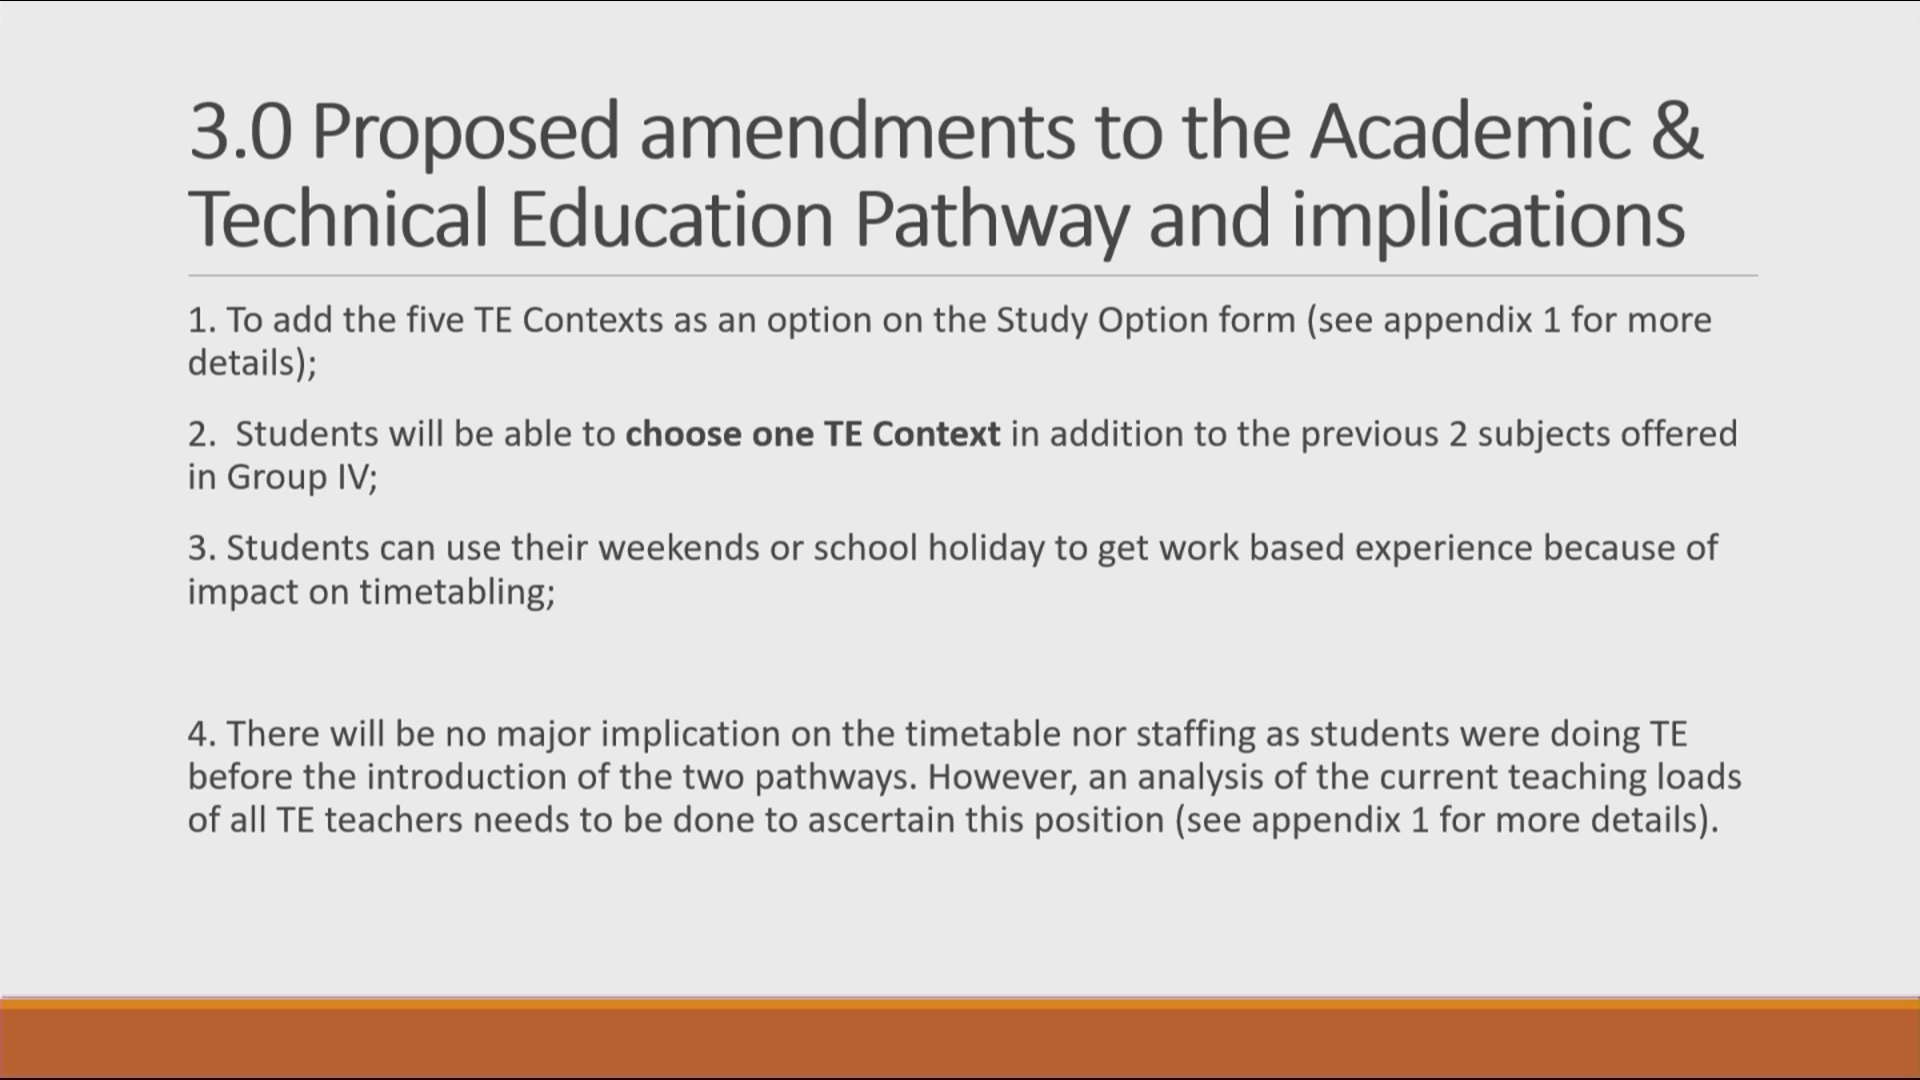 3.0 Proposed amendments to the Academic &
Technical Education Pathway and implications
1. To add the five TE Contexts as an option on the Study Option form (see appendix 1 for more
details);
2.  Students will be able to choose one TE Context in addition to the previous 2 subjects offered
in Group IV;
3. Students can use their weekends or school holiday to get work based experience because of
impact on timetabling;
4. There will be no major implication on the timetable nor staffing as students were doing TE
before the introduction of the two pathways. However, an analysis of the current teaching loads
of all TE teachers needs to be done to ascertain this position (see appendix 1 for more details).